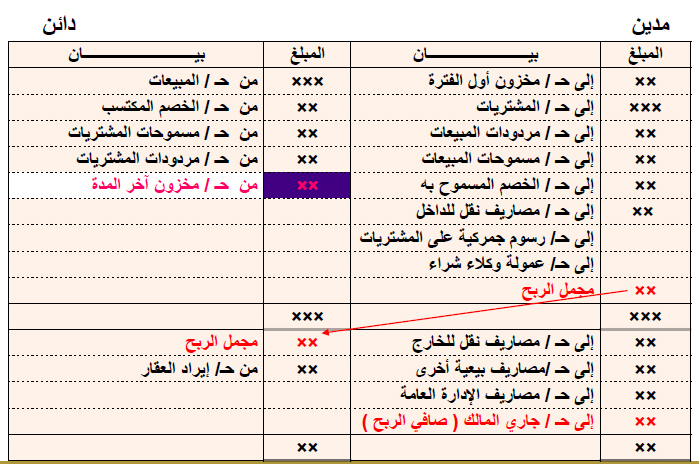 مدين دائن
المبلغ بيـــــــــــــان المبلغ بيـــــــــــــان
×× إلى حـ / مخزون أول الفترة ××× من حـ / المبيعات
××× إلى حـ / المشتريات ×× من حـ / الخصم المكتسب
×× إلى حـ / مردودات المبيعات ×× من حـ / مسموحات المشتريات
×× إلى حـ / مسموحات المبيعات ×× من حـ / مردودات المشتريات
×× إلى حـ / الخصم المسموح به ×× من حـ / مخزون آخر المدة
×× إلى حـ / مصاريف نقل للداخل
إلى حـ/ رسوم جمركية على المشتريات
إلى حـ/ عمولة وكلاء شراء
×× مجمل الربح
××× ×××
×× إلى حـ / مصاريف نقل للخارج ×× مجمل الربح
×× إلى حـ /مصاريف بيعية أخرى ×× من حـ/ إيراد العقار
×× إلى حـ / مصاريف الإدارة العامة
×× إلى حـ / جاري المالك ( صافي الربح )
×× ××